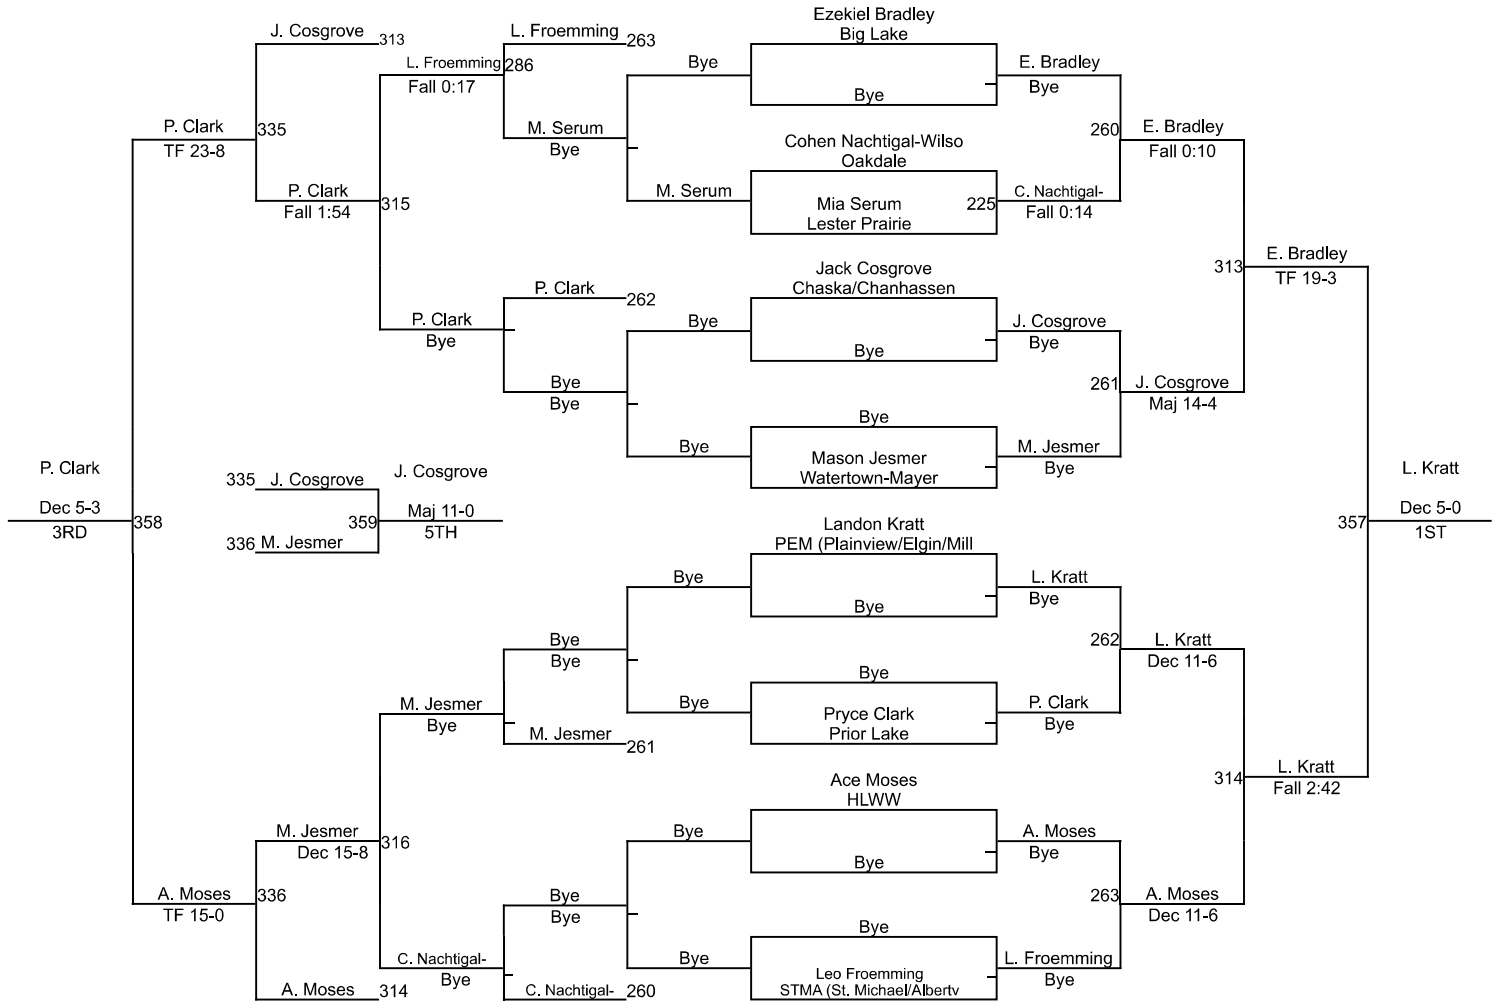 J. Cosgrove
313
L. Froemming
286
Fall 0:17
L. Froemming
263
Ezekiel Bradley
Big Lake
Bye
Bye
E. Bradley
Bye
P. Clark
335
TF 23-8
M. Serum
Bye
260
E. Bradley
Fall 0:10
Cohen Nachtigal-Wilso
Oakdale
P. Clark
Fall 1:54
315
M. Serum
Mia Serum
225
Lester Prairie
C. Nachtigal-
Fall 0:14
313
E. Bradley
TF 19-3
Jack Cosgrove
Chaska/Chanhassen
P. Clark
262
P. Clark
Bye
Bye
Bye
J. Cosgrove
Bye
Bye
Bye
261
J. Cosgrove
Maj 14-4
Bye
Bye
Mason Jesmer
Watertown-Mayer
M. Jesmer
Bye
P. Clark
Dec 5-3
3RD
358
335
J. Cosgrove
336
M. Jesmer
359
J. Cosgrove
Maj 11-0
5TH
L. Kratt
Dec 5-0
1ST
357
Landon Kratt
PEM (Plainview/Elgin/Mill
Bye
Bye
L. Kratt
Bye
Bye
Bye
262
L. Kratt
Dec 11-6
Bye
M. Jesmer
Bye
Bye
Pryce Clark
Prior Lake
P. Clark
Bye
M. Jesmer
261
314
L. Kratt
Fall 2:42
Ace Moses
HLWW
M. Jesmer
Dec 15-8
316
Bye
Bye
A. Moses
Bye
A. Moses
336
TF 15-0
Bye
Bye
263
A. Moses
Dec 11-6
Bye
C. Nachtigal-
Bye
Bye
Leo Froemming
STMA (St. Michael/Albertv
L. Froemming
Bye
A. Moses
314
C. Nachtigal-
260